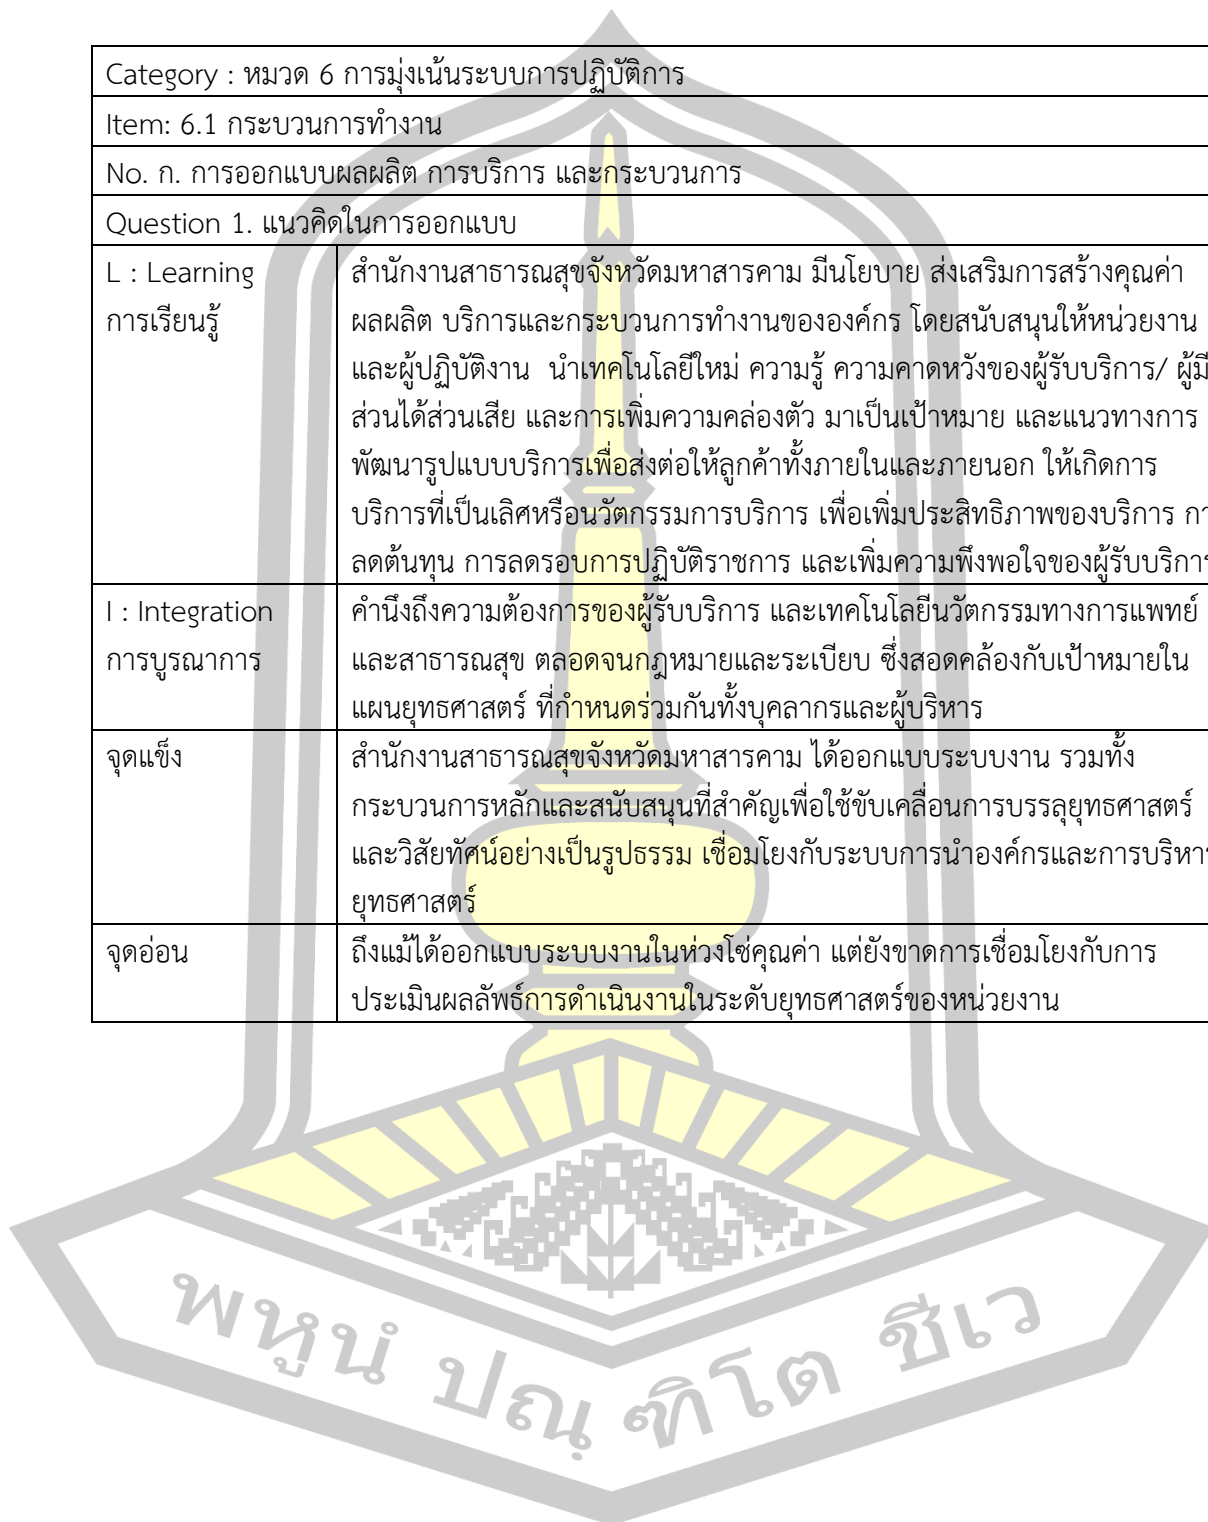 Category : หมวด 6 การมุ่งเน้นระบบการปฏิบัติการ
Item: 6.1 กระบวนการทำงาน
No. ก. การออกแบบผลผลิต การบริการ และกระบวนการ
Question 1. แนวคิดในการออกแบบ
L : Learning
การเรียนรู้
สำนักงานสาธารณสุขจังหวัดมหาสารคาม มีนโยบาย ส่งเสริมการสร้างคุณค่า
ผลผลิต บริการและกระบวนการทำงานขององค์กร โดยสนับสนุนให้หน่วยงาน
และผู้ปฏิบัติงาน นำเทคโนโลยีใหม่ ความรู้ ความคาดหวังของผู้รับบริการ/ ผู้มี
ส่วนได้ส่วนเสีย และการเพิ่มความคล่องตัว มาเป็นเป้าหมาย และแนวทางการ
พัฒนารูปแบบบริการเพื่อส่งต่อให้ลูกค้าทั้งภายในและภายนอก ให้เกิดการ
บริการที่เป็นเลิศหรือนวัตกรรมการบริการ เพื่อเพิ่มประสิทธิภาพของบริการ
ลดต้นทุน การลดรอบการปฏิบัติราชการ และเพิ่มความพึงพอใจของผู้รับบริการ
I : Integration
การบูรณาการ
คำนึงถึงความต้องการของผู้รับบริการ และเทคโนโลยีนวัตกรรมทางการแพทย์
และสาธารณสุข ตลอดจนกฎหมายและระเบียบ ซึ่งสอดคล้องกับเป้าหมายใน
แผนยุทธศาสตร์ ที่กำหนดร่วมกันทั้งบุคลากรและผู้บริหาร
จุดแข็ง
สำนักงานสาธารณสุขจังหวัดมหาสารคาม ได้ออกแบบระบบงาน รวมทั้ง
กระบวนการหลักและสนับสนุนที่สำคัญเพื่อใช้ขับเคลื่อนการบรรลุยุทธศาสตร์
และวิสัยทัศน์อย่างเป็นรูปธรรม เชื่อมโยงกับระบบการนำองค์กรและการบริหาร
ยุทธศาสตร์
จุดอ่อน
ถึงแม้ได้ออกแบบระบบงานในห่วงโซ่คุณค่า แต่ยังขาดการเชื่อมโยงกับการ
ประเมินผลลัพธ์การดำเนินงานในระดับยุทธศาสตร์ของหน่วยงาน
พหูนํ ปณฺ ฑิโต ชีเว